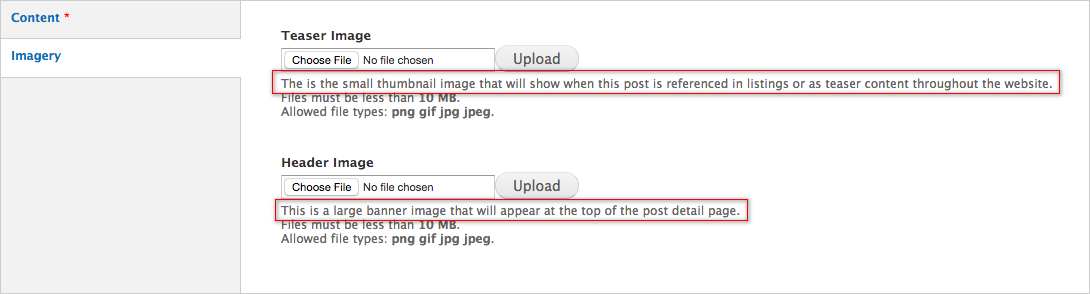 Content *
Imagery
Teaser Image
Choose File No file chosen Upload
The is the small thumbnail image that will show when this post is referenced in listings or as teaser content throughout the website.
Files must be less than 10 MB.
Allowed file types: png gif jpg jpeg.
Header Image
Choose File No file chosen Upload
This is a large banner image that will appear at the top of the post detail page.
Files must be less than 10 MB.
Allowed file types: png gif jpg jpeg.